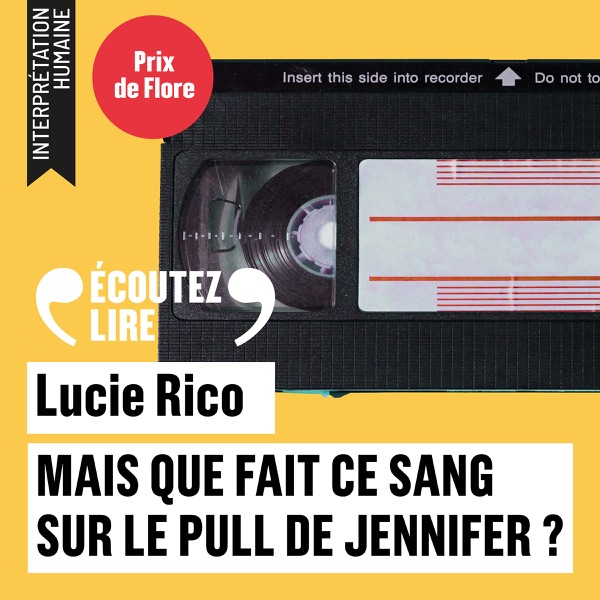 INTERPRÉTATION
HUMAINE
Prix
de Flore
Insert this side into recorder
Do not to
ÉCOUTEZ
LIRE
Lucie Rico
MAIS QUE FAIT CE SANG
SUR LE PULL DE JENNIFER ?